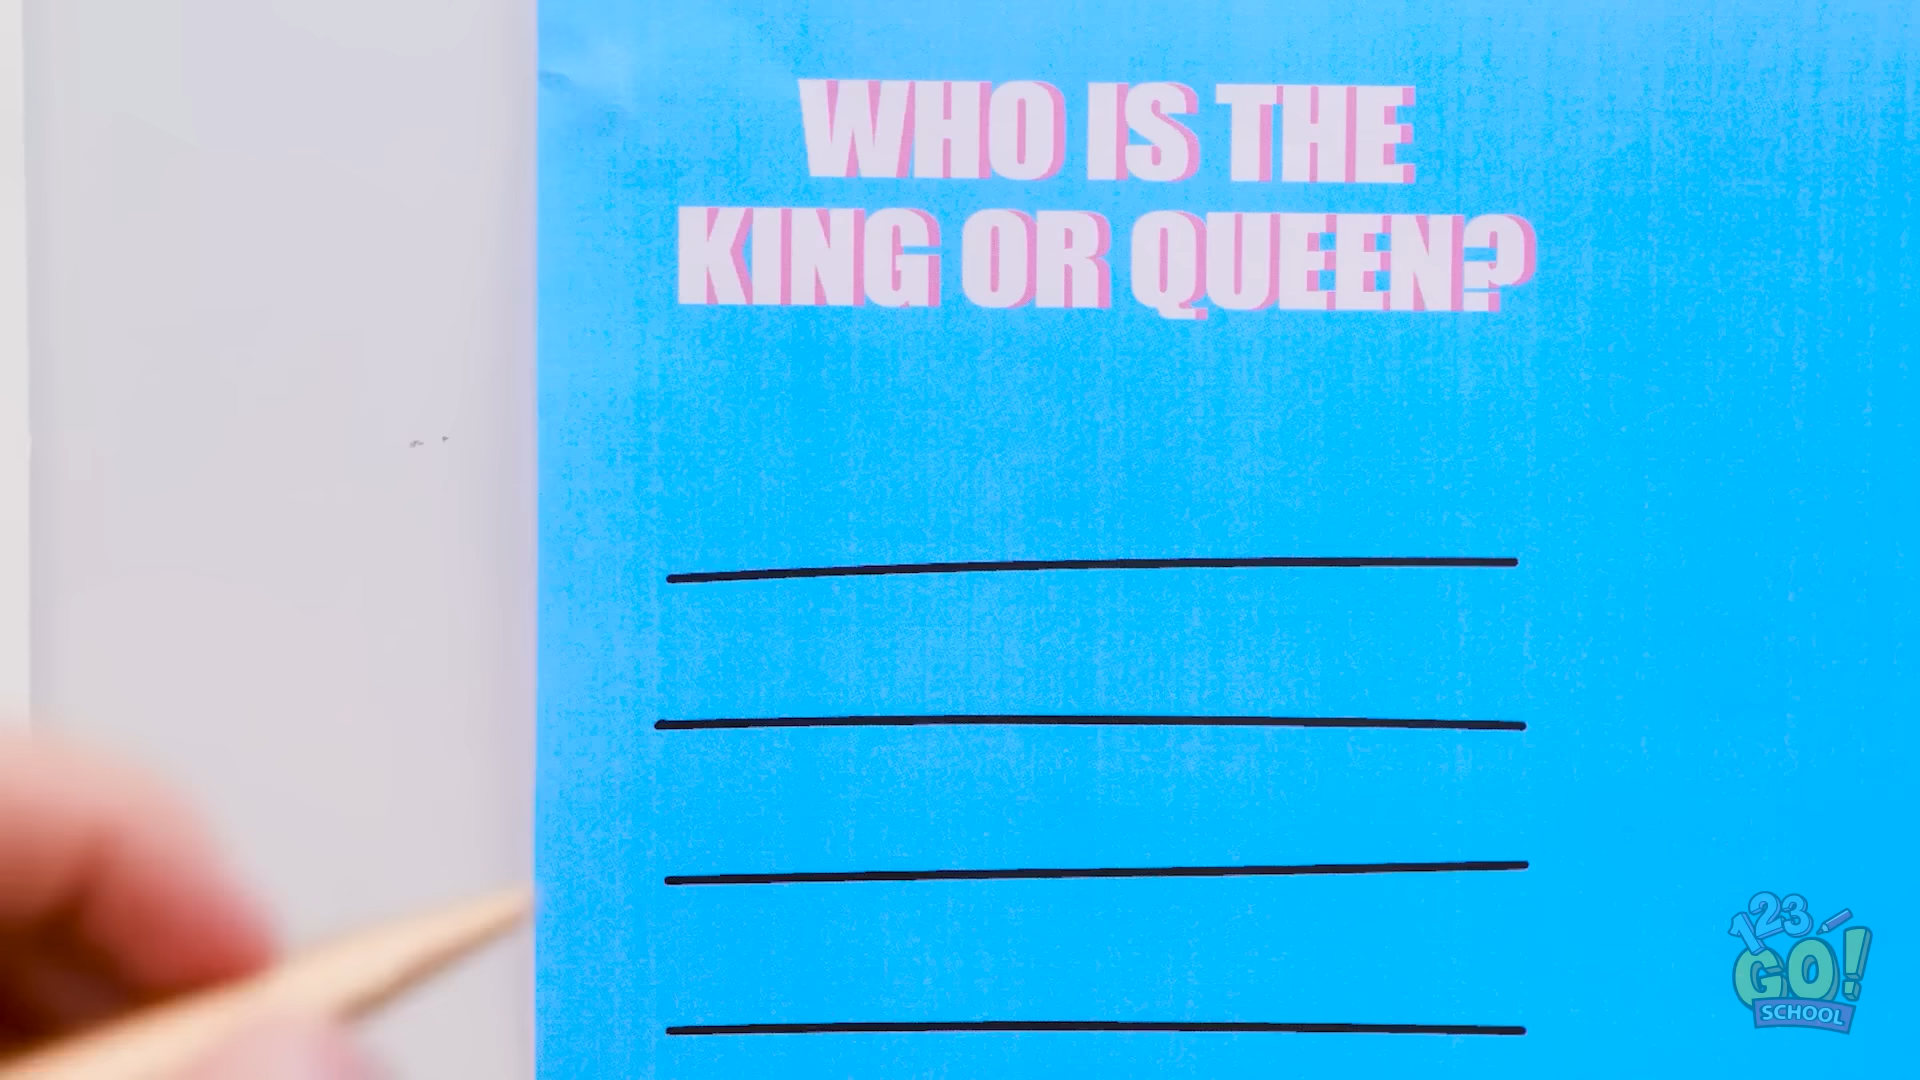 WHO IS THE
KING OR QUEEN?
123
GO!
SCHOOL